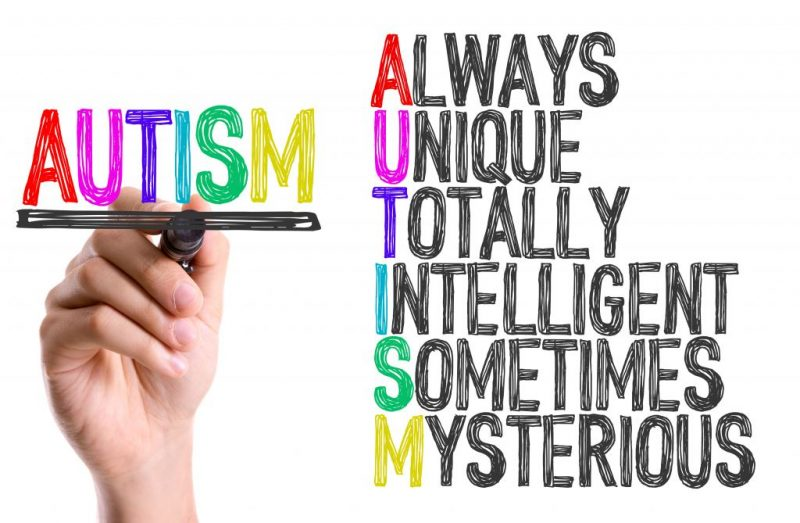 AUTISM
ALWAYS
UNIQUE
TOTALLY
INTELLIGENT
SOMETIMES
MYSTERIOUS